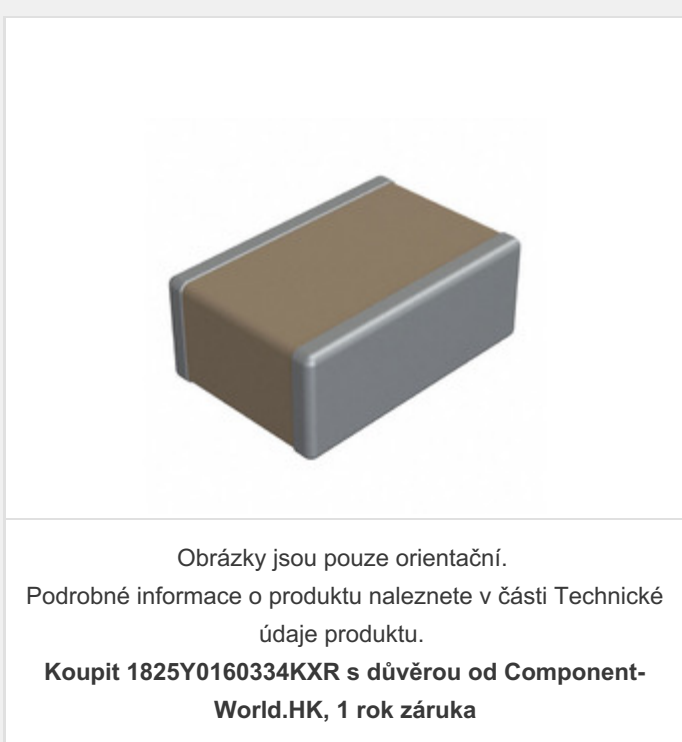 Obrázky jsou pouze orientační.
Podrobné informace o produktu naleznete v části Technické
údaje produktu.
Koupit 1825Y0160334KXR s důvěrou od Component-
World.HK, 1 rok záruka